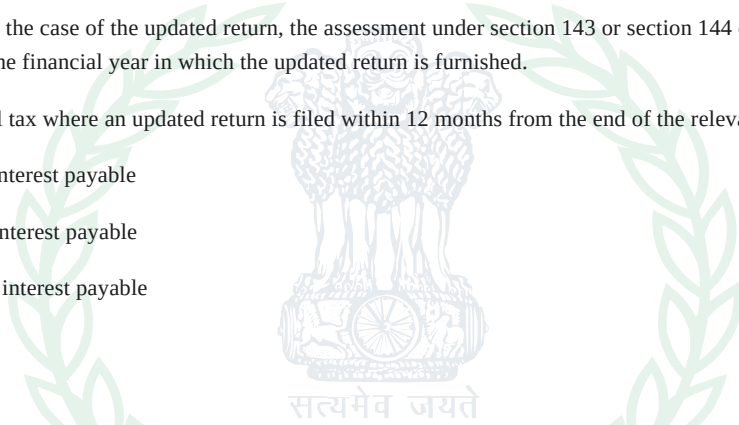 the case of the updated return, the assessment under section 143 or section 144
ne financial year in which the updated return is furnished.
l tax where an updated return is filed within 12 months from the end of the releva
nterest payable
nterest payable
interest payable
सत्यमेव जयते